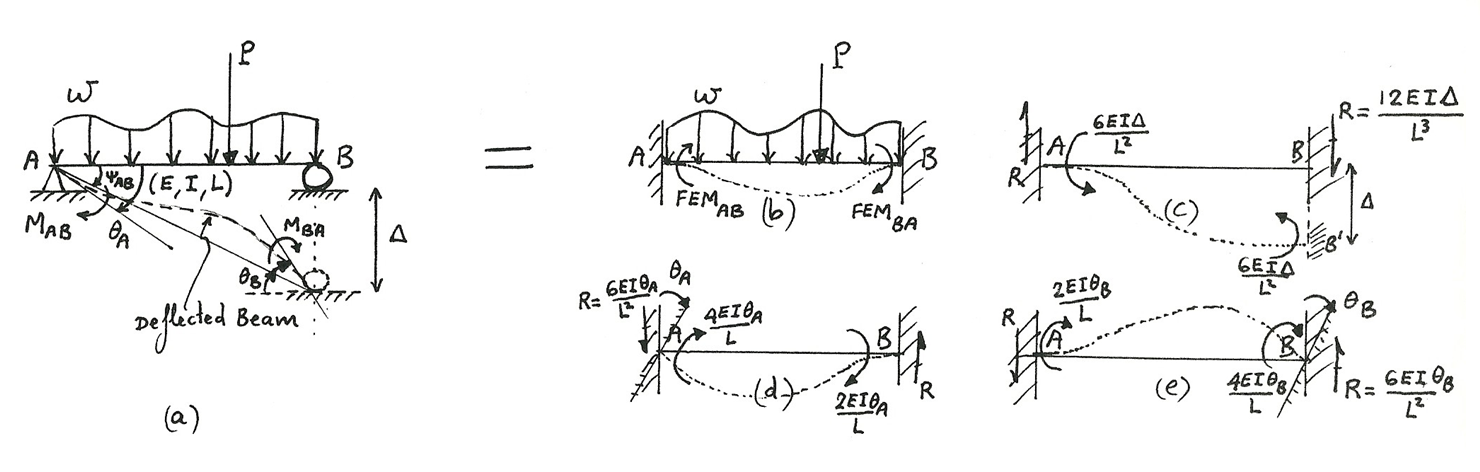 P
w
A
B
ψAB
(E, I, L)
MAB
θA
MBA
θB
Δ
Deflected Beam
(a)
=
P
w
A
B
FEMAB
(b)
FEMBA
R = 12EIΔ/L³
6EIΔ/L²
A
B
R
(c)
Δ
B'
6EIΔ/L²
θA
R = 6EIθA/L²
4EIθA/L
A
B
(d)
2EIθA/L
R
2EIθB/L
θB
R
A
B
4EIθB/L
(e)
R = 6EIθB/L²